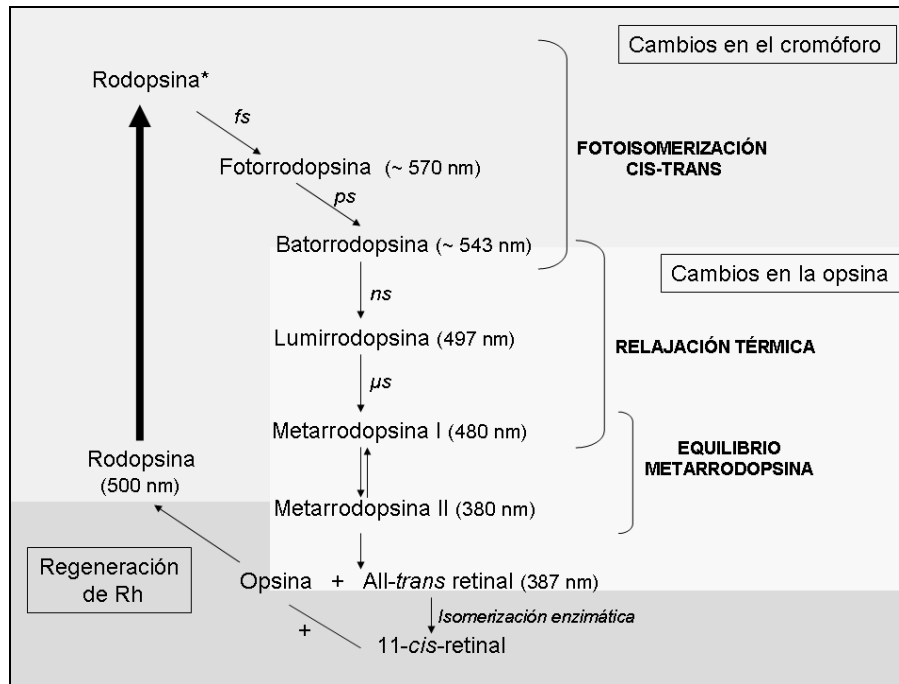 Cambios en el cromóforo
Rodopsina*
fs
FOTOISOMERIZACIÓN
CIS-TRANS
Fotorrodopsina (~ 570 nm)
ps
Batorrodopsina (~ 543 nm)
Cambios en la opsina
ns
Lumirrodopsina (497 nm)
RELAJACIÓN TÉRMICA
µs
Metarrodopsina I (480 nm)
EQUILIBRIO
METARRODOPSINA
Rodopsina
(500 nm)
Metarrodopsina II (380 nm)
Regeneración
de Rh
Opsina + All-trans retinal (387 nm)
Isomerización enzimática
+
11-cis-retinal